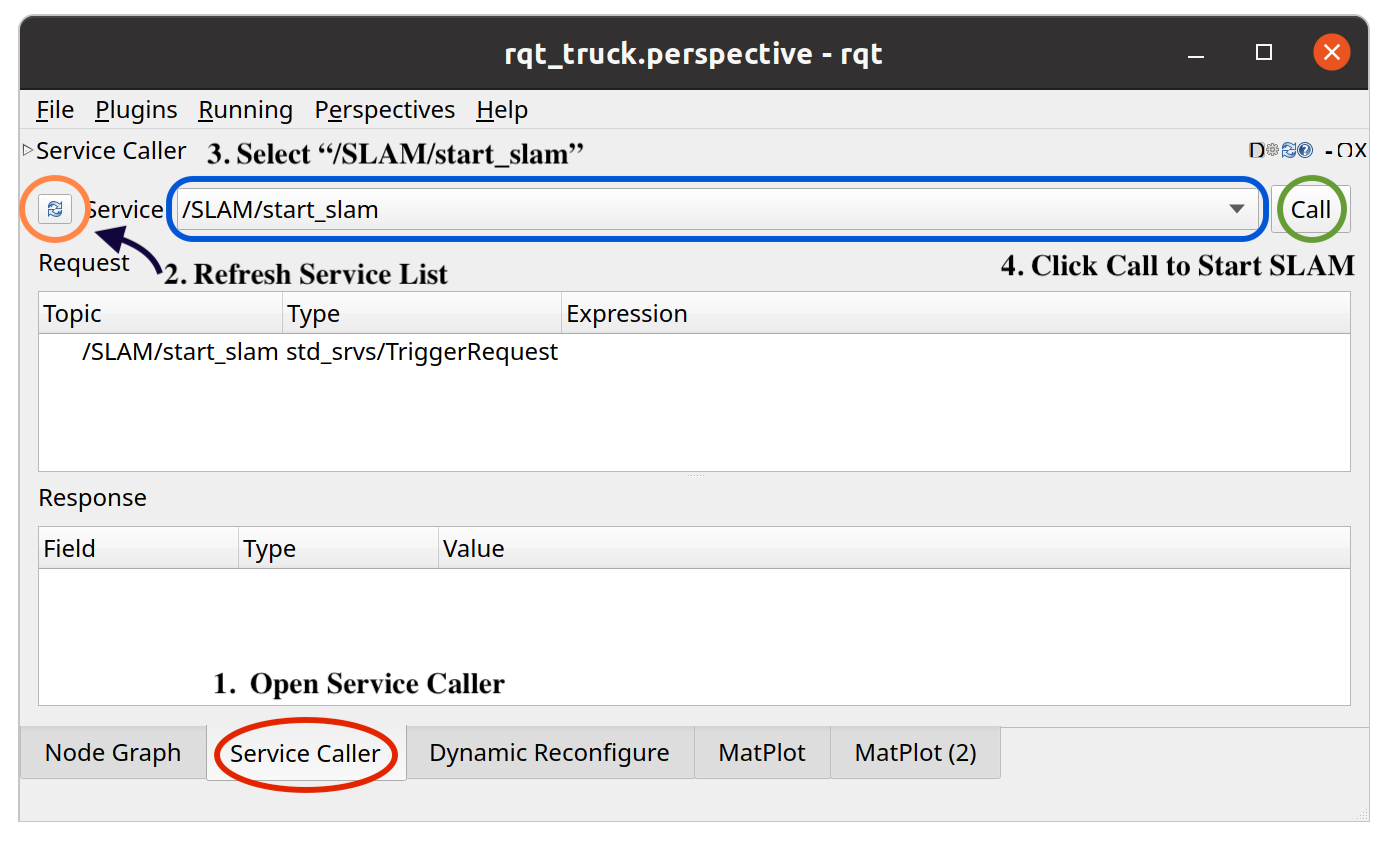 rqt_truck.perspective - rqt
File Plugins Running Perspectives Help
Service Caller 3. Select “/SLAM/start_slam” D - O X
Service /SLAM/start_slam Call
Request 2. Refresh Service List 4. Click Call to Start SLAM
Topic Type Expression
/SLAM/start_slam std_srvs/TriggerRequest
Response
Field Type Value
1. Open Service Caller
Node Graph Service Caller Dynamic Reconfigure MatPlot MatPlot (2)